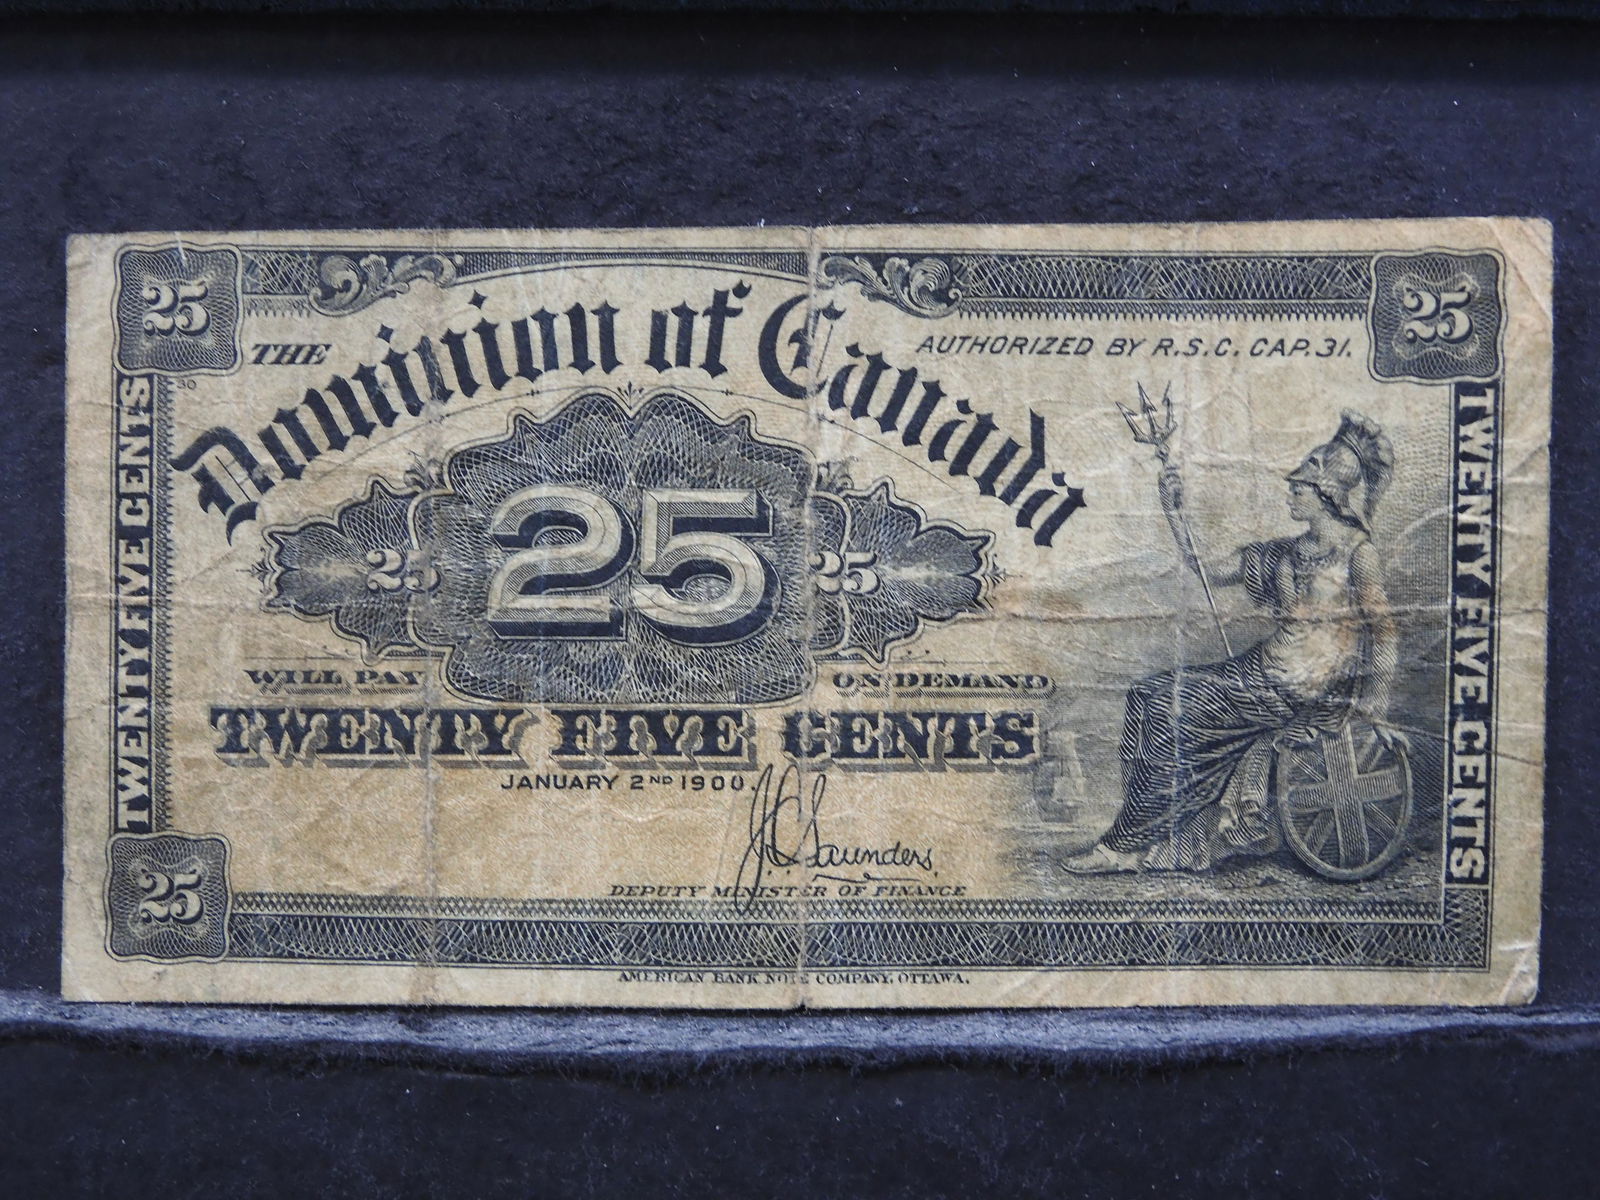 25
25
THE
Dominion of Canada
AUTHORIZED BY R.S.C. CAP.31.
30
TWENTY FIVE CENTS
TWENTY FIVE CENTS
25
25
25
WILL PAY
ON DEMAND
TWENTY FIVE CENTS
JANUARY 2ND 1900.
J.C. Saunders.
DEPUTY MINISTER OF FINANCE
25
AMERICAN BANK NOTE COMPANY, OTTAWA.